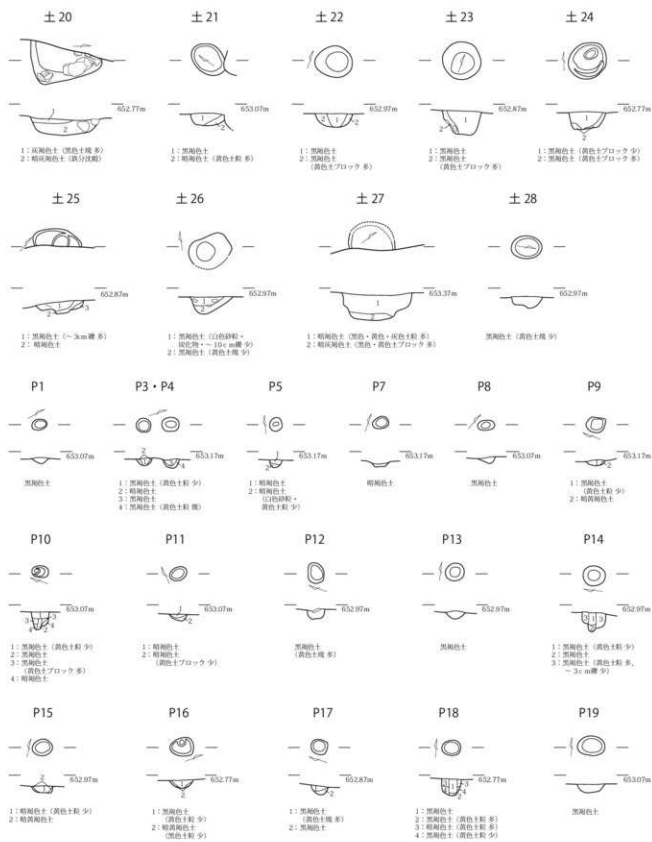 土 20
土 21
土 22
土 23
土 24
652.77m
653.07m
652.97m
652.87m
652.77m
1：灰褐色土（黒色土塊 多）
2：暗灰褐色土（鉄分沈殿）
1：黒褐色土
2：暗褐色土（黄色土粒 多）
1：黒褐色土
2：黒褐色土
（黄色土ブロック 多）
1：黒褐色土
2：黒褐色土
（黄色土ブロック 多）
1：黒褐色土（黄色土ブロック 少）
2：黒褐色土（黄色土ブロック 多）
土 25
土 26
土 27
土 28
652.87m
652.97m
653.37m
652.97m
1：黒褐色土（～3cm礫 多）
2：暗褐色土
1：黒褐色土（白色砂粒・
炭化物・～10cm礫 少）
2：黒褐色土（黄色土塊 少）
1：暗褐色土（黒色・黄色・灰色土粒 多）
2：暗灰褐色土（黒色・黄色土ブロック 多）
黒褐色土（黄色土塊 少）
P1
P3・P4
P5
P7
P8
P9
653.07m
653.17m
653.17m
653.17m
653.07m
653.17m
黒褐色土
1：黒褐色土（黄色土粒 少）
2：暗褐色土
3：黒褐色土
4：黒褐色土（黄色土粒 微）
1：暗褐色土
2：暗褐色土
（白色砂粒・
黄色土粒 少）
暗褐色土
黒褐色土
1：黒褐色土
（黄色土粒 少）
2：暗黄褐色土
P10
P11
P12
P13
P14
653.07m
653.07m
652.97m
652.97m
652.97m
1：黒褐色土（黄色土粒 少）
2：黒褐色土
3：黒褐色土
（黄色土ブロック 多）
4：暗褐色土
1：暗褐色土
2：暗褐色土
（黄色土ブロック 少）
黒褐色土
（黄色土塊 多）
黒褐色土
1：黒褐色土（黄色土粒 少）
2：黒褐色土
3：黒褐色土（黄色土粒 多、
～3cm礫 少）
P15
P16
P17
P18
P19
652.97m
652.77m
652.87m
652.77m
653.07m
1：暗褐色土（黄色土粒 少）
2：暗黄褐色土
1：黒褐色土
（黄色土粒 少）
2：暗黄褐色土
（黒色土粒 少）
1：黒褐色土
（黄色土塊 多）
2：黒褐色土
1：黒褐色土
2：黒褐色土（黄色土粒 多）
3：暗褐色土（黄色土粒 多）
4：黒褐色土（黄色土粒 少）
黒褐色土